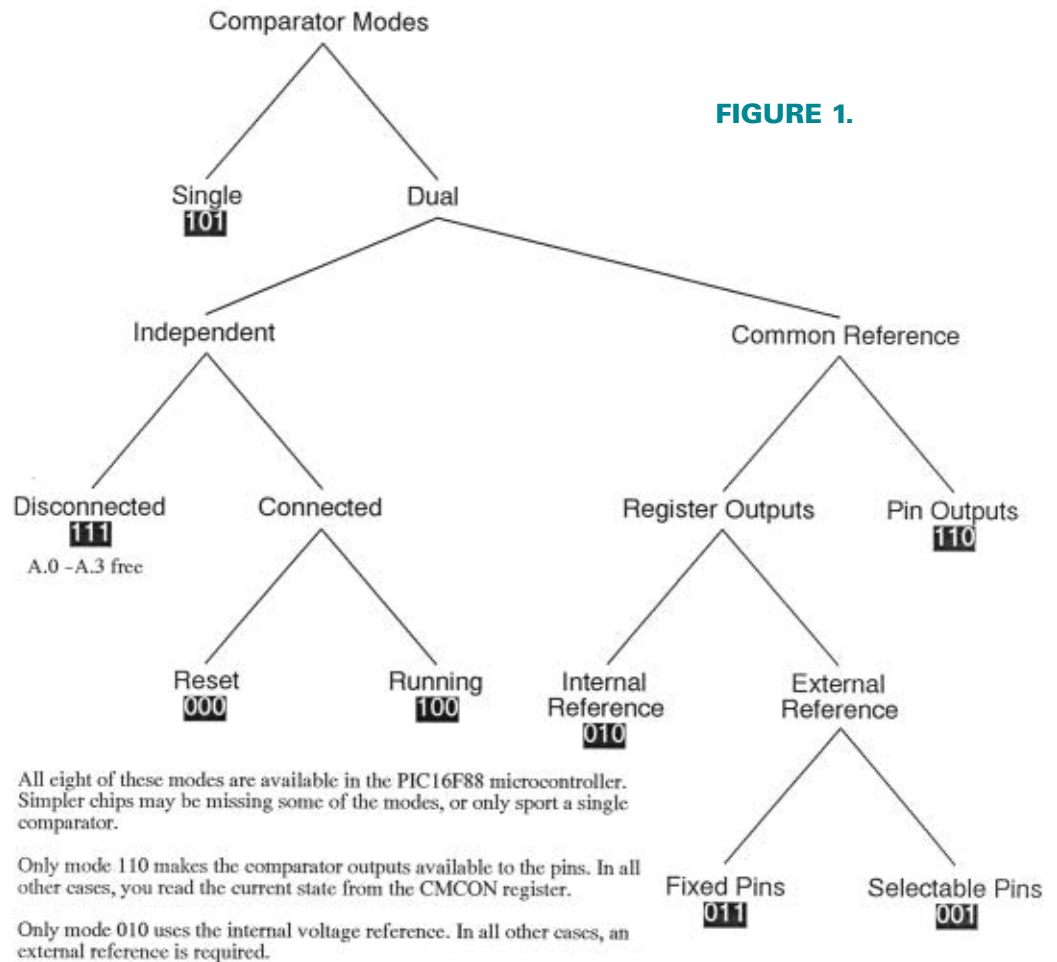 Comparator Modes
FIGURE 1.
Single
101
Dual
Independent
Common Reference
Disconnected
111
A.0 –A.3 free
Connected
Register Outputs
Pin Outputs
110
Reset
000
Running
100
Internal
Reference
010
External
Reference
All eight of these modes are available in the PIC16F88 microcontroller.
Simpler chips may be missing some of the modes, or only sport a single
comparator.
Only mode 110 makes the comparator outputs available to the pins. In all
other cases, you read the current state from the CMCON register.
Only mode 010 uses the internal voltage reference. In all other cases, an
external reference is required.
Fixed Pins
011
Selectable Pins
001